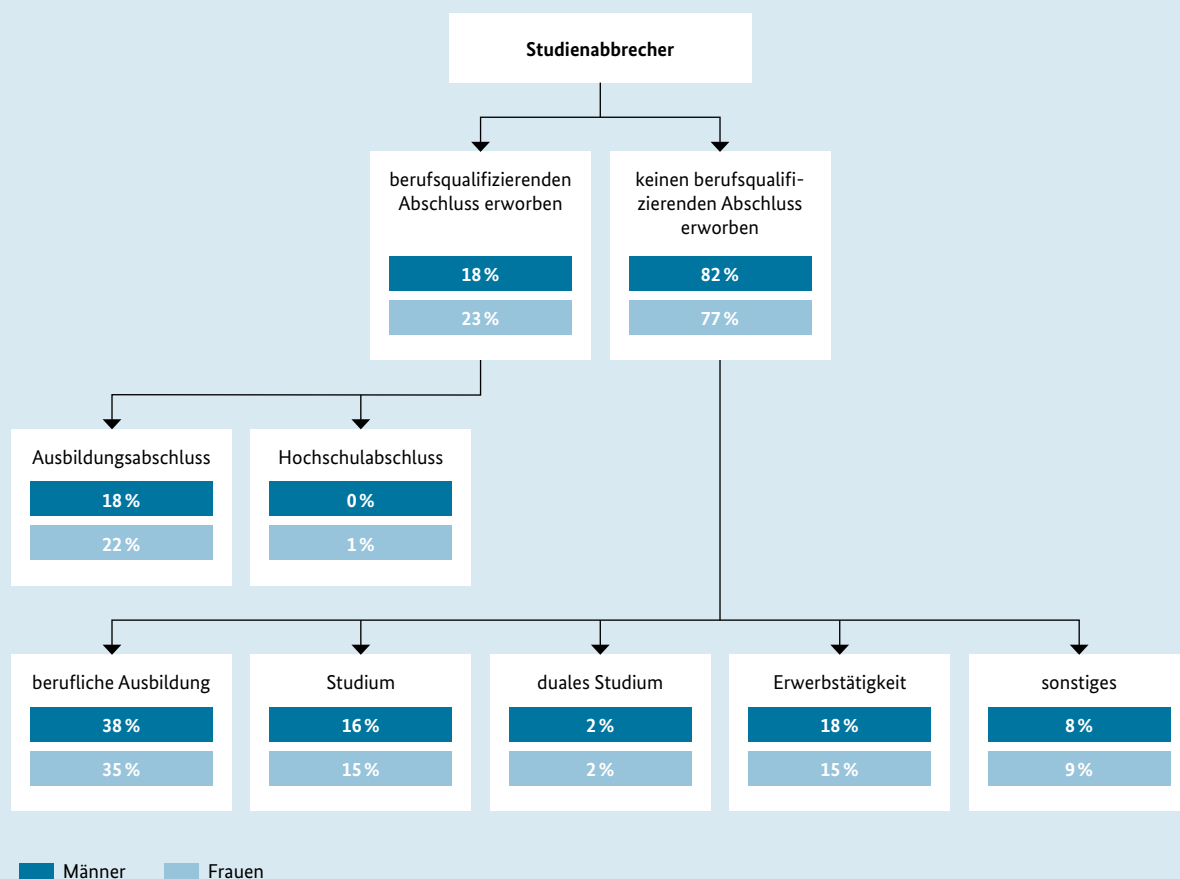 Studienabbrecher
berufsqualifizierenden
Abschluss erworben
18 %
23 %
keinen berufsqualifi-
zierenden Abschluss
erworben
82 %
77 %
Ausbildungsabschluss
18 %
22 %
Hochschulabschluss
0 %
1 %
berufliche Ausbildung
38 %
35 %
Studium
16 %
15 %
duales Studium
2 %
2 %
Erwerbstätigkeit
18 %
15 %
sonstiges
8 %
9 %
Männer
Frauen